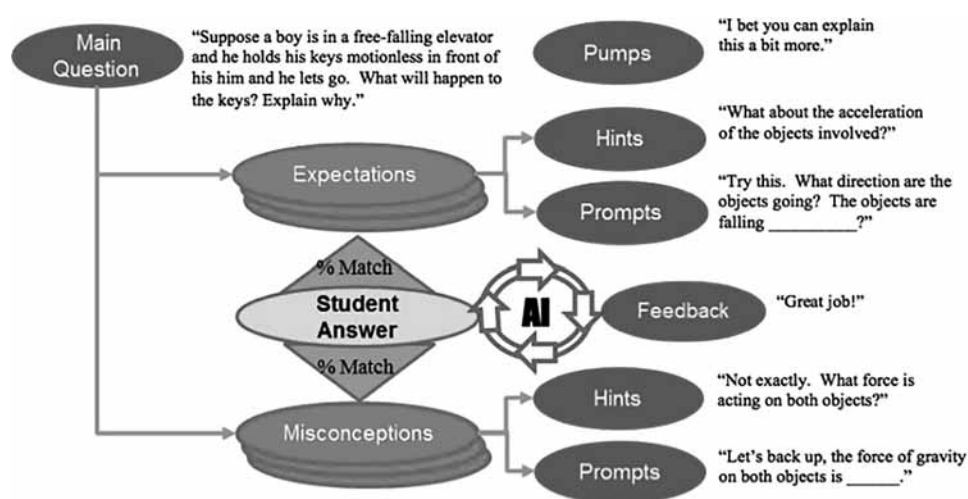 Main
Question
“Suppose a boy is in a free-falling elevator
and he holds his keys motionless in front of
his him and he lets go.  What will happen to
the keys? Explain why.”
Pumps
“I bet you can explain
this a bit more.”
Hints
“What about the acceleration
of the objects involved?”
Expectations
Prompts
“Try this.  What direction are the
objects going?  The objects are
falling __________?”
% Match
Student
Answer
AI
Feedback
“Great job!”
% Match
Hints
“Not exactly.  What force is
acting on both objects?”
Misconceptions
Prompts
“Let’s back up, the force of gravity
on both objects is ______.”